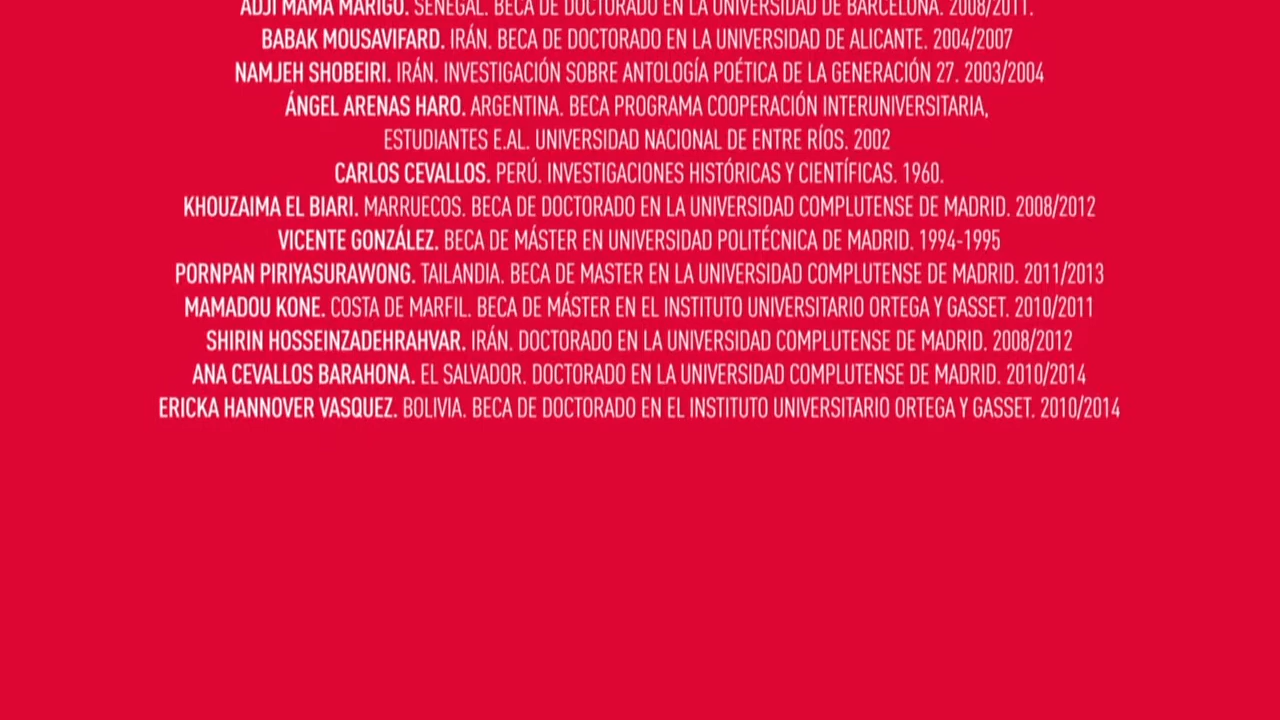 ADJI MAMA MARIGO. SENEGAL. BECA DE DOCTORADO EN LA UNIVERSIDAD DE BARCELONA. 2008/2011.
BABAK MOUSAVIFARD. IRÁN. BECA DE DOCTORADO EN LA UNIVERSIDAD DE ALICANTE. 2004/2007
NAMJEH SHOBEIRI. IRÁN. INVESTIGACIÓN SOBRE ANTOLOGÍA POÉTICA DE LA GENERACIÓN 27. 2003/2004
ÁNGEL ARENAS HARO. ARGENTINA. BECA PROGRAMA COOPERACIÓN INTERUNIVERSITARIA,
ESTUDIANTES E.AL. UNIVERSIDAD NACIONAL DE ENTRE RÍOS. 2002
CARLOS CEVALLOS. PERÚ. INVESTIGACIONES HISTÓRICAS Y CIENTÍFICAS. 1960.
KHOUZAIMA EL BIARI. MARRUECOS. BECA DE DOCTORADO EN LA UNIVERSIDAD COMPLUTENSE DE MADRID. 2008/2012
VICENTE GONZÁLEZ. BECA DE MÁSTER EN UNIVERSIDAD POLITÉCNICA DE MADRID. 1994-1995
PORNPAN PIRIYASURAWONG. TAILANDIA. BECA DE MASTER EN LA UNIVERSIDAD COMPLUTENSE DE MADRID. 2011/2013
MAMADOU KONE. COSTA DE MARFIL. BECA DE MÁSTER EN EL INSTITUTO UNIVERSITARIO ORTEGA Y GASSET. 2010/2011
SHIRIN HOSSEINZADEHRAHVAR. IRÁN. DOCTORADO EN LA UNIVERSIDAD COMPLUTENSE DE MADRID. 2008/2012
ANA CEVALLOS BARAHONA. EL SALVADOR. DOCTORADO EN LA UNIVERSIDAD COMPLUTENSE DE MADRID. 2010/2014
ERICKA HANNOVER VASQUEZ. BOLIVIA. BECA DE DOCTORADO EN EL INSTITUTO UNIVERSITARIO ORTEGA Y GASSET. 2010/2014